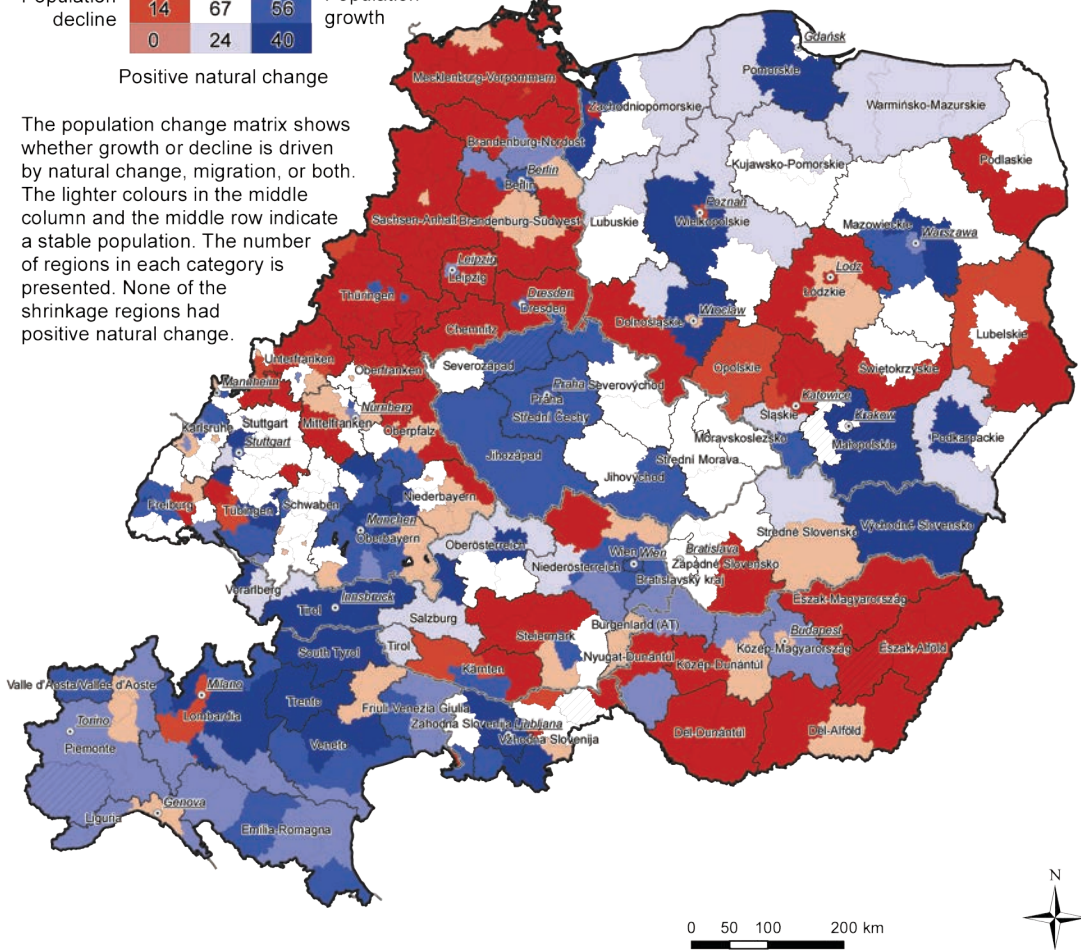 Population
decline
14
67
56
growth
0
24
40
Positive natural change
The population change matrix shows
whether growth or decline is driven
by natural change, migration, or both.
The lighter colours in the middle
column and the middle row indicate
a stable population. The number
of regions in each category is
presented. None of the
shrinkage regions had
positive natural change.
Gdańsk
Mecklenburg-Vorpommern
Pomorskie
Zachodniopomorskie
Warmińsko-Mazurskie
Brandenburg-Nordost
Podlaskie
Kujawsko-Pomorskie
Berlin
Berlin
Poznań
Sachsen-Anhalt
Brandenburg-Südwest
Lubuskie
Wielkopolskie
Mazowieckie
Warszawa
Leipzig
Leipzig
Lodz
Łódzkie
Thüringen
Dresden
Dresden
Wrocław
Dolnośląskie
Chemnitz
Lubelskie
Unterfranken
Oberfranken
Severozápad
Opolskie
Świętokrzyskie
Mannheim
Praha
Severovýchod
Praha
Katowice
Nürnberg
Střední Čechy
Śląskie
Krakow
Karlsruhe
Stuttgart
Mittelfranken
Oberpfalz
Stuttgart
Moravskoslezsko
Małopolskie
Podkarpackie
Jihozápad
Střední Morava
Jihovýchod
Niederbayern
Freiburg
Tübingen
Schwaben
München
Oberbayern
Stredné Slovensko
Východné Slovensko
Oberösterreich
Wien
Wien
Bratislava
Niederösterreich
Západné Slovensko
Bratislavský kraj
Vorarlberg
Innsbruck
Tirol
Salzburg
Észak-Magyarország
Burgenland (AT)
Budapest
Steiermark
South Tyrol
Tirol
Nyugat-Dunántúl
Közép-Dunántúl
Közép-Magyarország
Észak-Alföld
Kärnten
Valle d'Aosta/Vallée d'Aoste
Milano
Trento
Lombardia
Friuli-Venezia Giulia
Zahodna Slovenija
Ljubljana
Torino
Vzhodna Slovenija
Dél-Dunántúl
Dél-Alföld
Piemonte
Veneto
Genova
Liguria
Emilia-Romagna
N
0 50 100 200 km